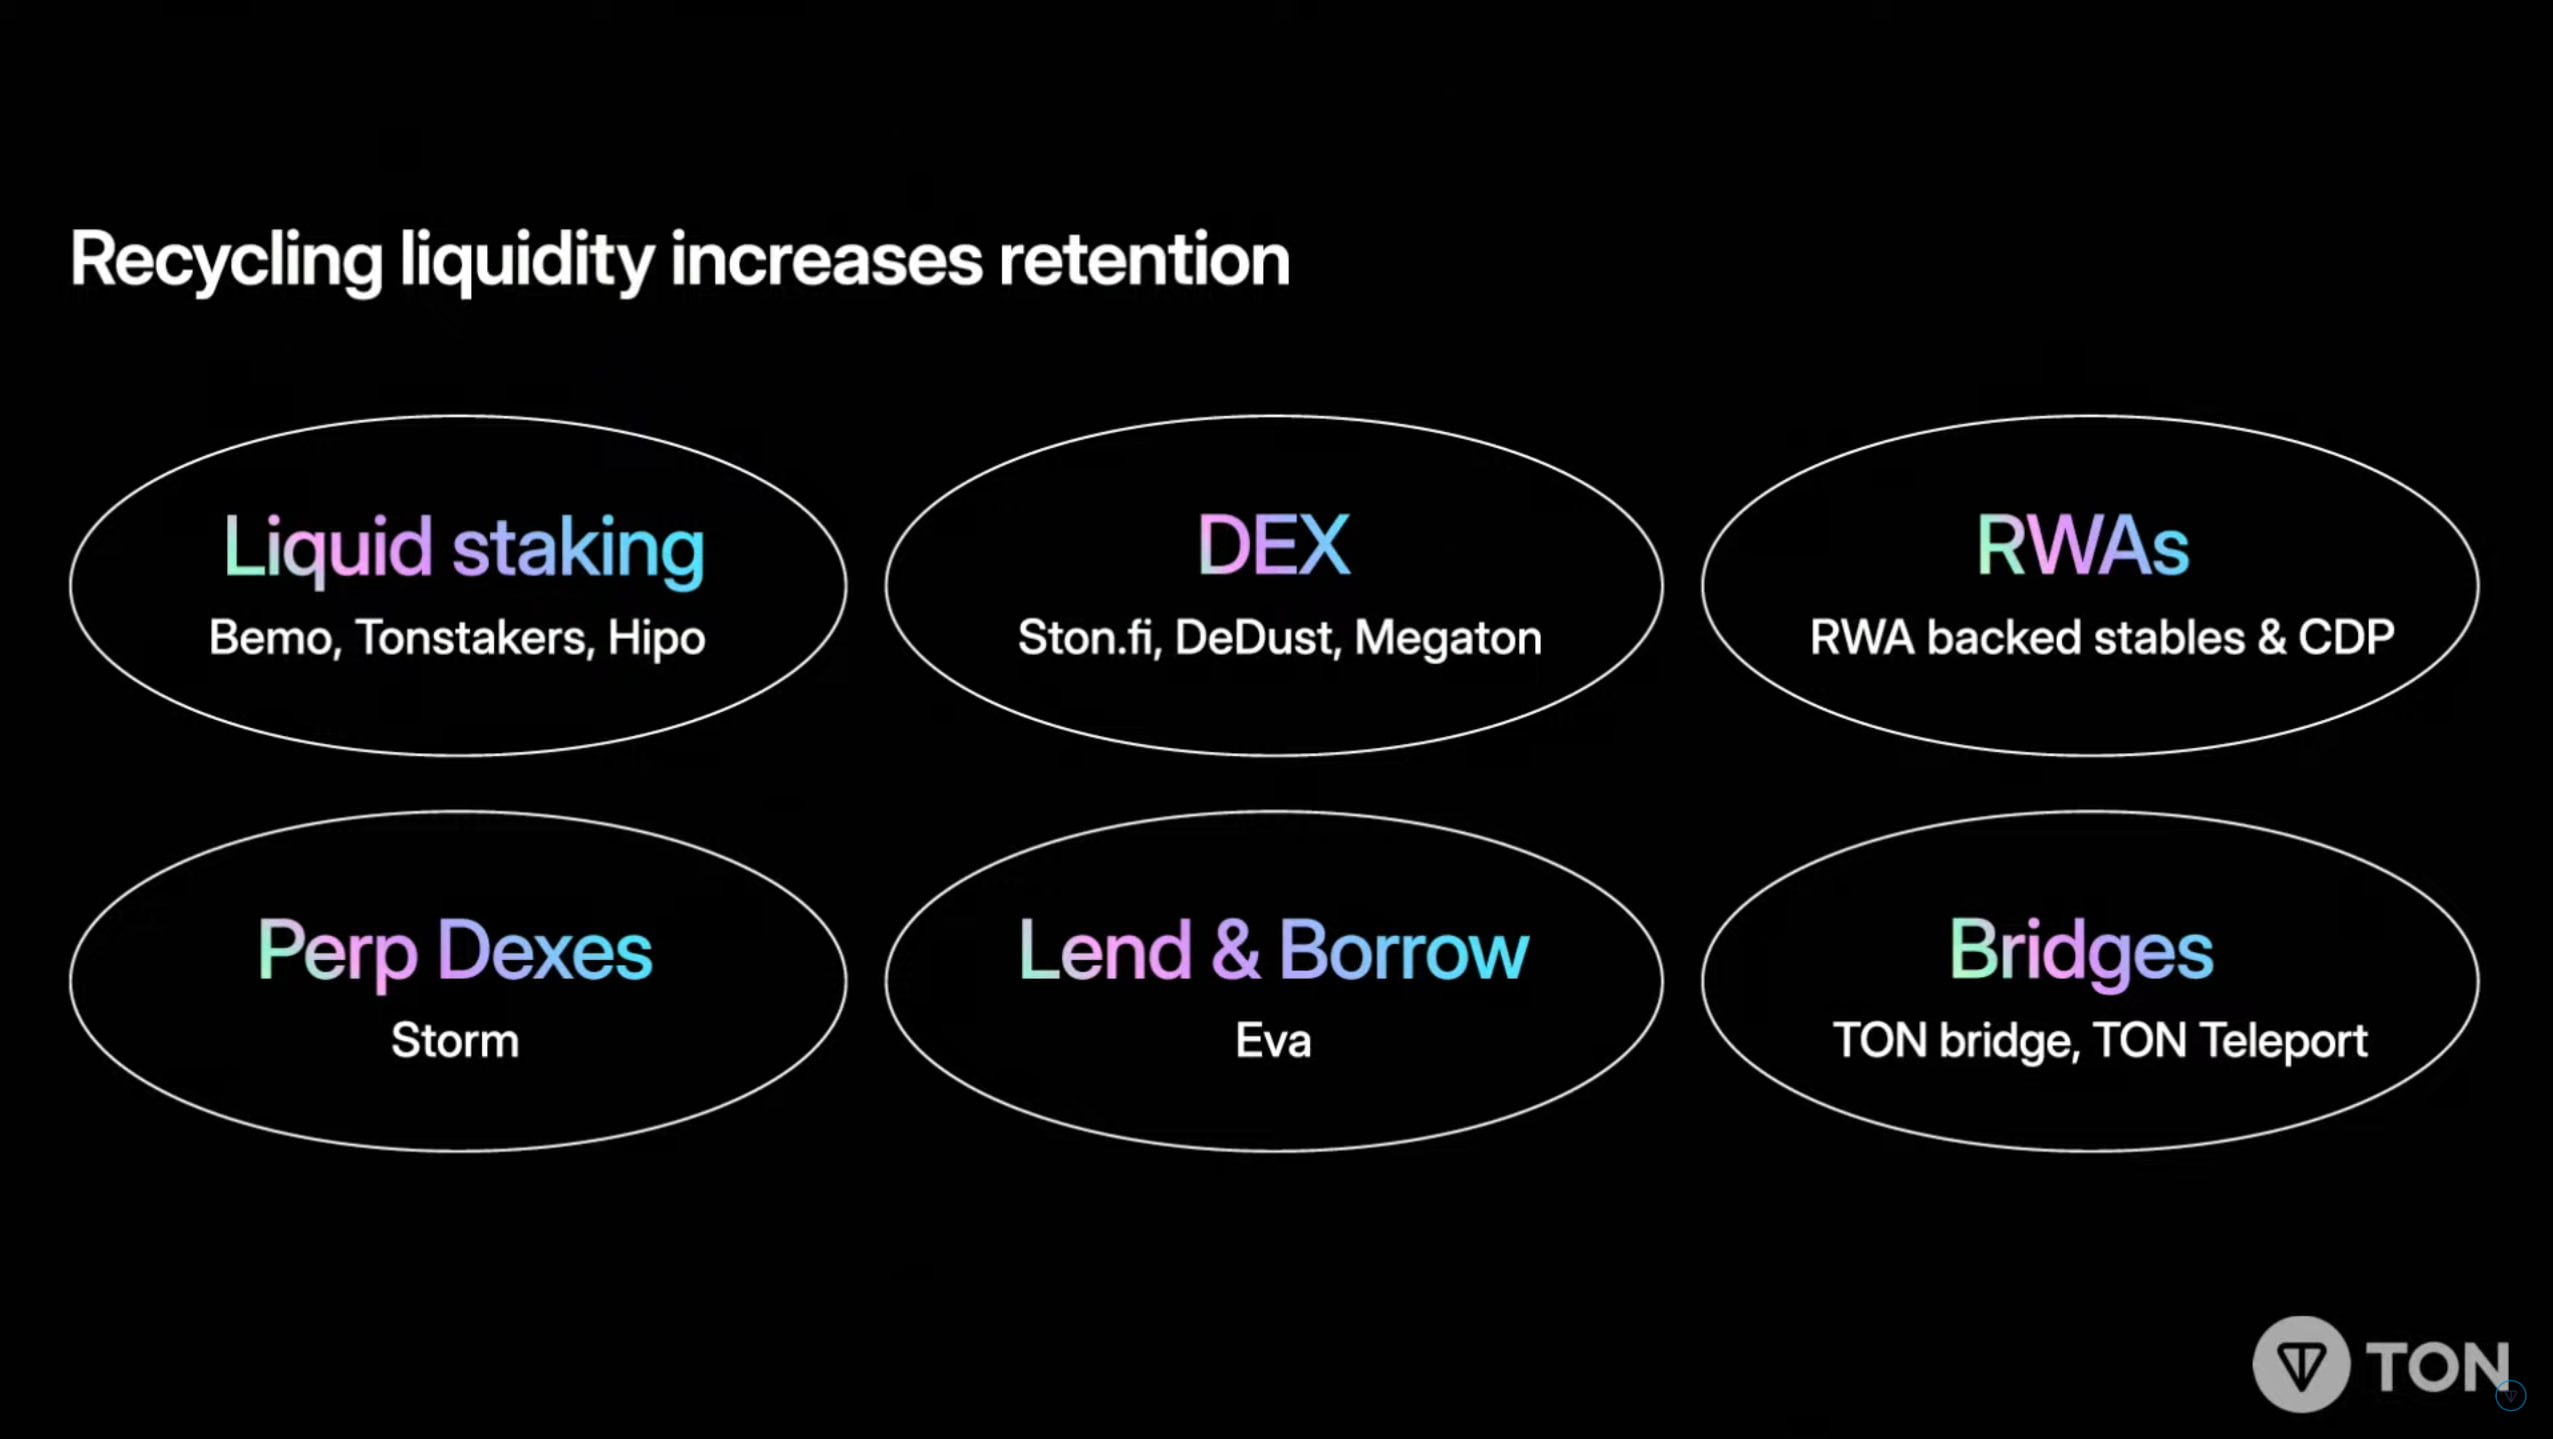 Recycling liquidity increases retention
Liquid staking
Bemo, Tonstakers, Hipo
DEX
Ston.fi, DeDust, Megaton
RWAs
RWA backed stables & CDP
Perp Dexes
Storm
Lend & Borrow
Eva
Bridges
TON bridge, TON Teleport
TON